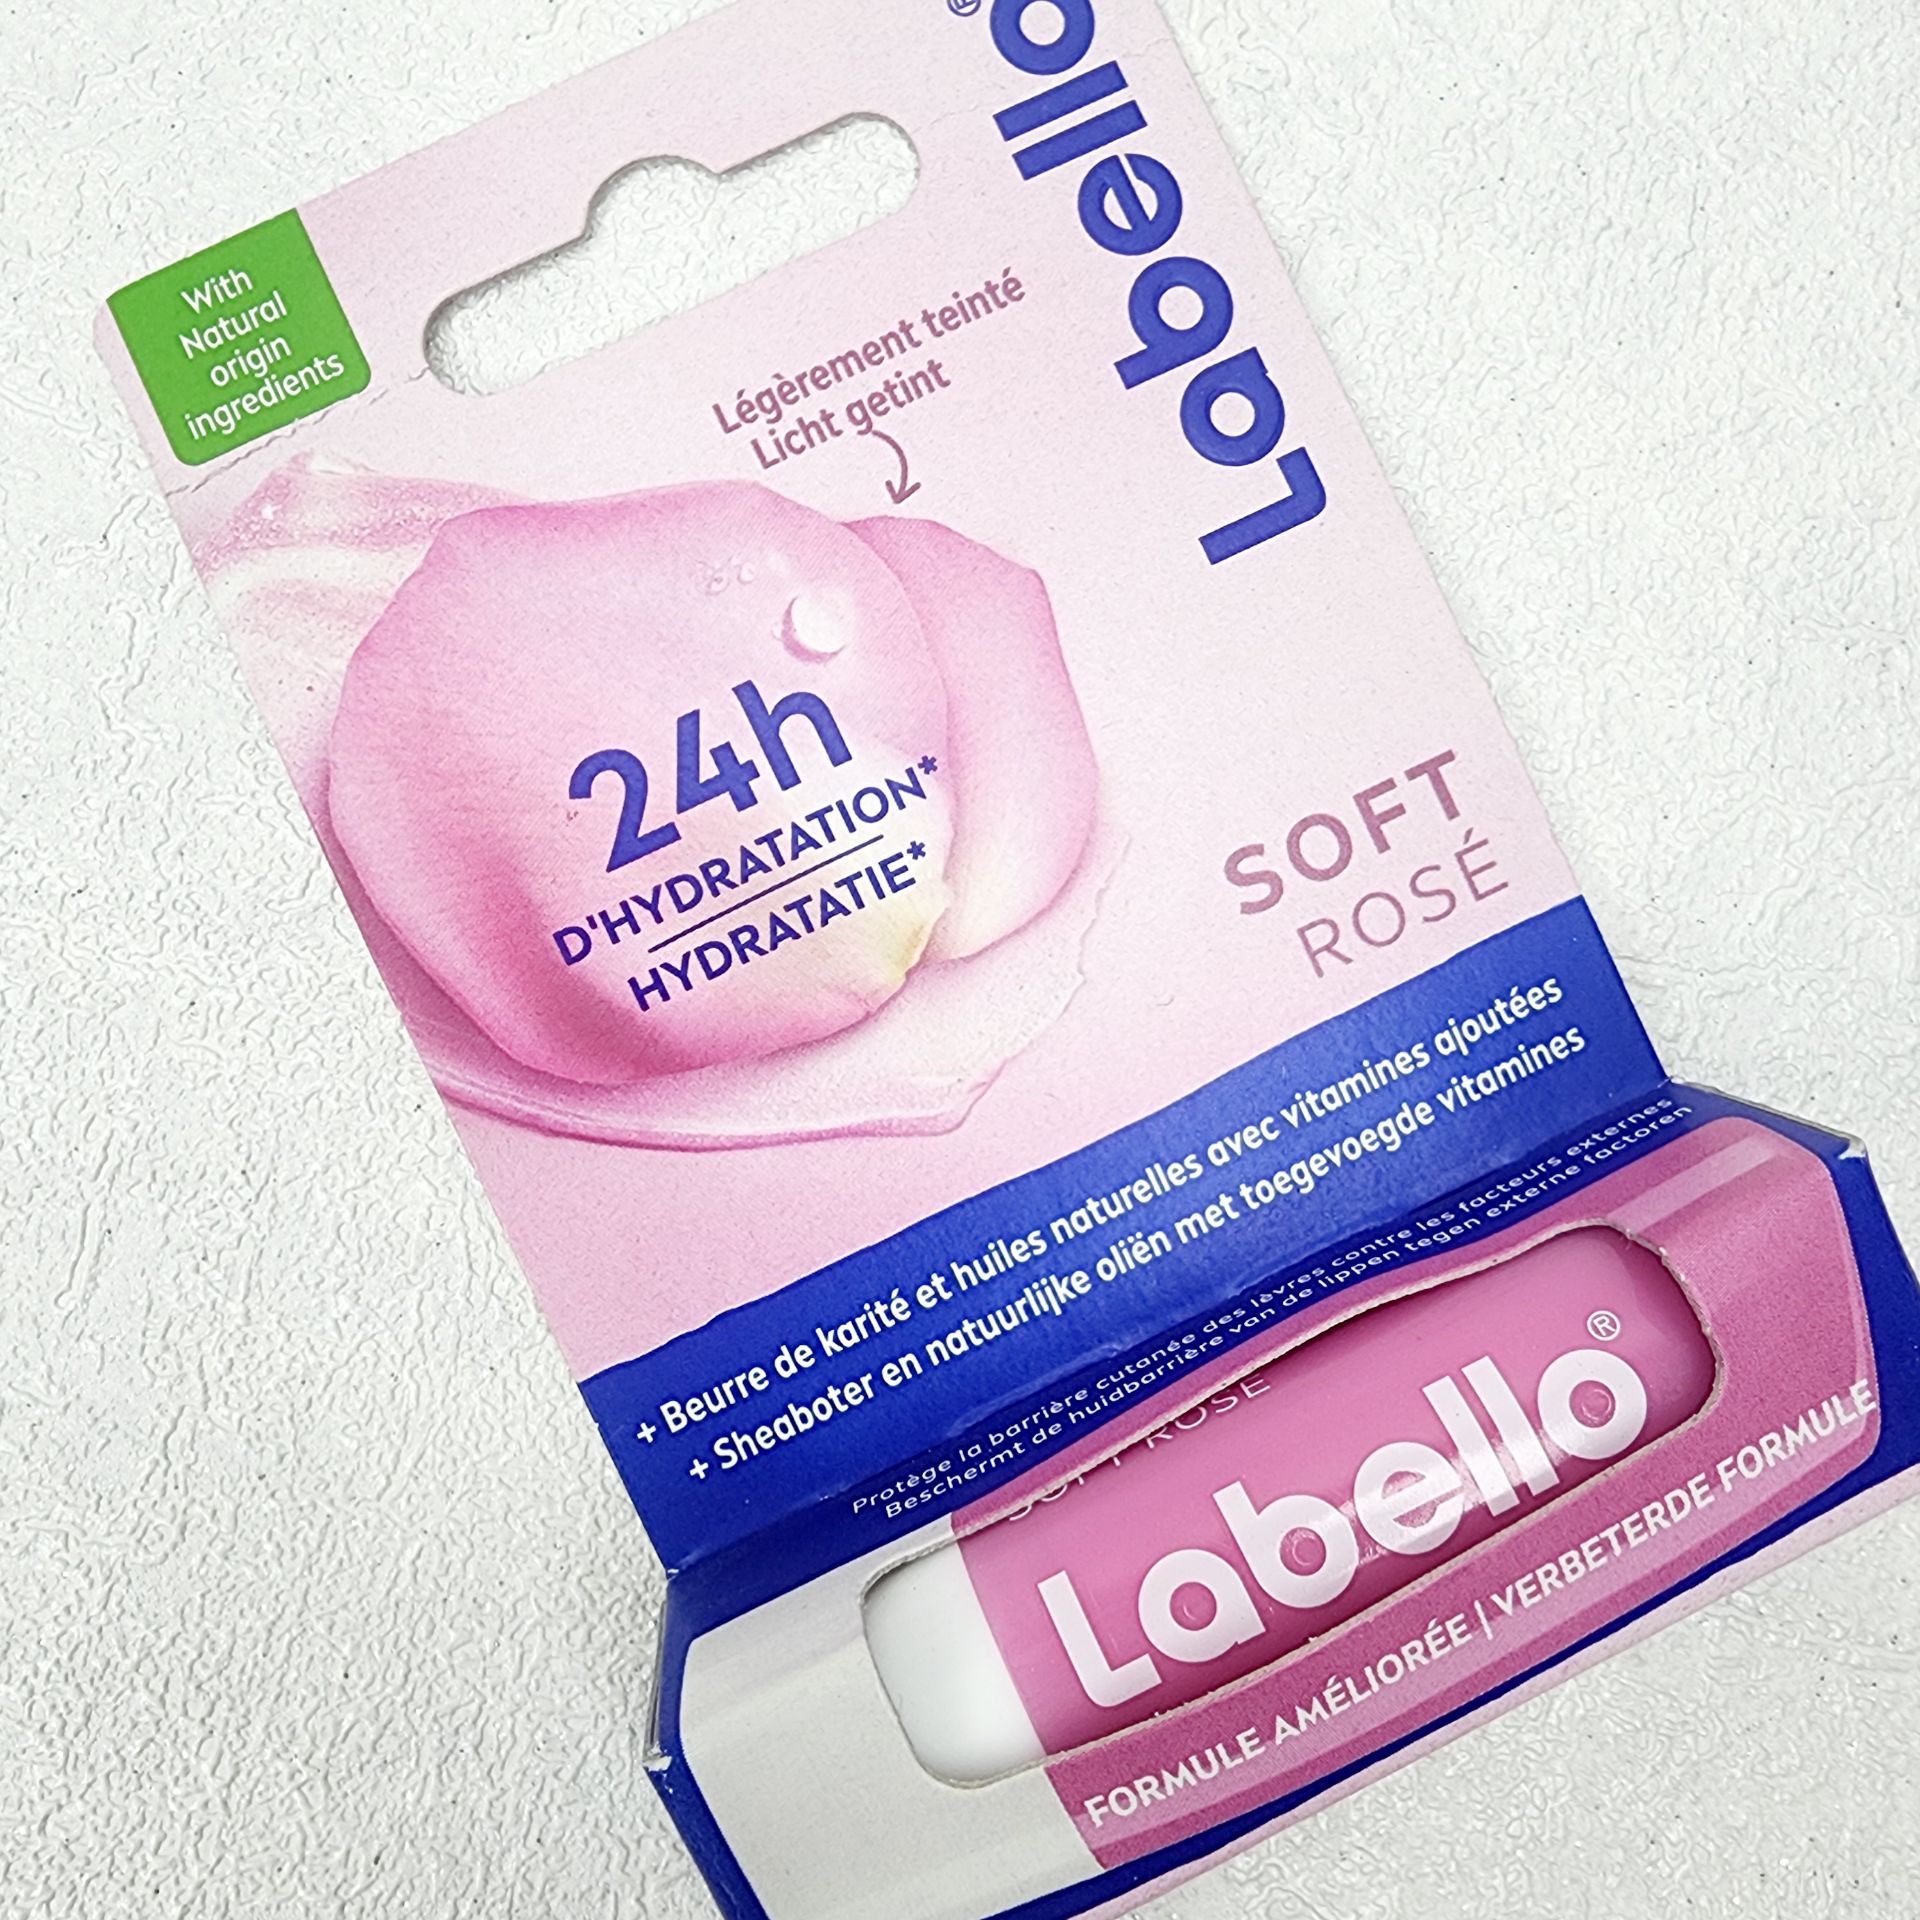 With
Natural
origin
ingredients
Labello®
Légèrement teinté
Licht getint
24h
D'HYDRATATION*
HYDRATATIE*
SOFT
ROSÉ
+ Beurre de karité et huiles naturelles avec vitamines ajoutées
+ Sheaboter en natuurlijke oliën met toegevoegde vitamines
Protège la barrière cutanée des lèvres contre les facteurs externes
Beschermt de huidbarrière van de lippen tegen externe factoren
SOFT ROSÉ
Labello®
FORMULE AMÉLIORÉE | VERBETERDE FORMULE